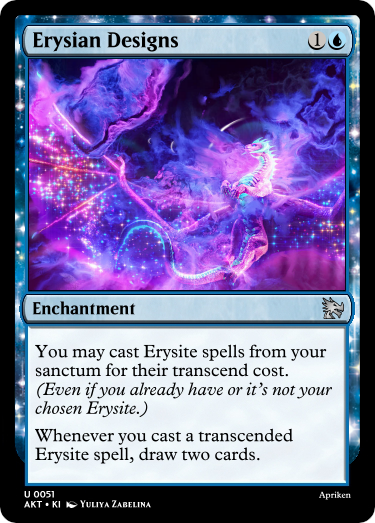 Erysian Designs 1
Enchantment
You may cast Erysite spells from your
sanctum for their transcend cost.
(Even if you already have or it's not your
chosen Erysite.)
Whenever you cast a transcended
Erysite spell, draw two cards.
U 0051
Apriken
AKT • KI Yuliya Zabelina